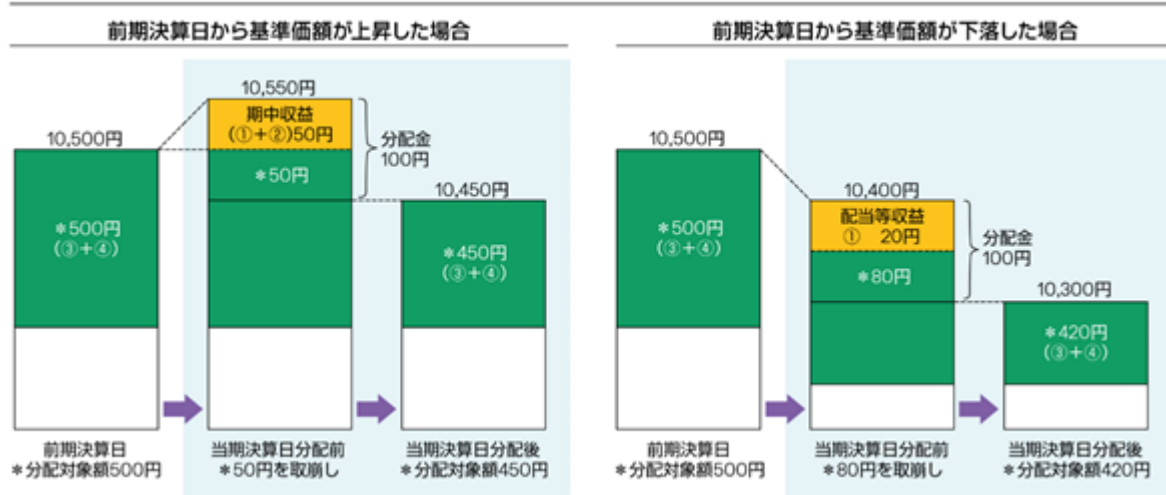 前期決算日から基準価額が上昇した場合
10,500円
＊500円
(③＋④)
前期決算日
＊分配対象額500円
10,550円
期中収益
(①＋②)50円
＊50円
分配金
100円
当期決算日分配前
＊50円を取崩し
10,450円
＊450円
(③＋④)
当期決算日分配後
＊分配対象額450円
前期決算日から基準価額が下落した場合
10,500円
＊500円
(③＋④)
前期決算日
＊分配対象額500円
10,400円
配当等収益
① 20円
＊80円
分配金
100円
当期決算日分配前
＊80円を取崩し
10,300円
＊420円
(③＋④)
当期決算日分配後
＊分配対象額420円